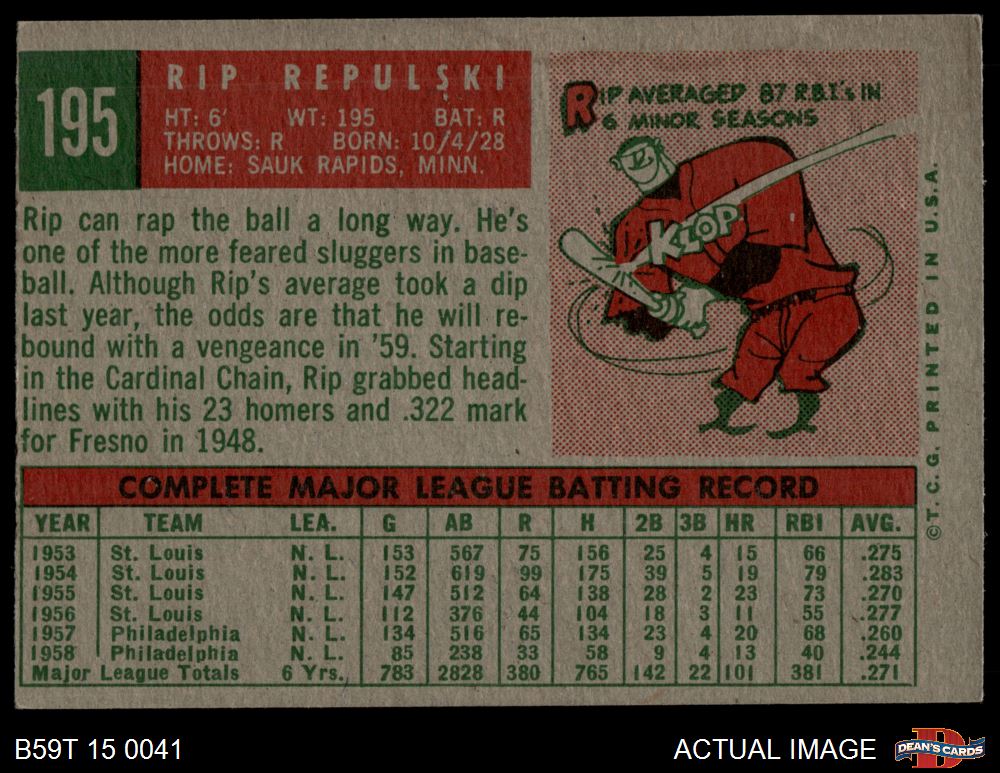 195
RIP REPULSKI
HT: 6' WT: 195 BAT: R
THROWS: R BORN: 10/4/28
HOME: SAUK RAPIDS, MINN.
Rip can rap the ball a long way. He's
one of the more feared sluggers in base-
ball. Although Rip's average took a dip
last year, the odds are that he will re-
bound with a vengeance in '59. Starting
in the Cardinal Chain, Rip grabbed head-
lines with his 23 homers and .322 mark
for Fresno in 1948.
RIP AVERAGED 87 R.B.I.'s IN
6 MINOR SEASONS
KLOP
COMPLETE MAJOR LEAGUE BATTING RECORD
YEAR TEAM LEA. G AB R H 2B 3B HR RBI AVG.
1953 St. Louis N. L. 153 567 75 156 25 4 15 66 .275
1954 St. Louis N. L. 152 619 99 175 39 5 19 79 .283
1955 St. Louis N. L. 147 512 64 138 28 2 23 73 .270
1956 St. Louis N. L. 112 376 44 104 18 3 11 55 .277
1957 Philadelphia N. L. 134 516 65 134 23 4 20 68 .260
1958 Philadelphia N. L. 85 238 33 58 9 4 13 40 .244
Major League Totals 6 Yrs. 783 2828 380 765 142 22 101 381 .271
©T.C.G. PRINTED IN U.S.A.
B59T 15 0041
ACTUAL IMAGE
DEAN'S CARDS